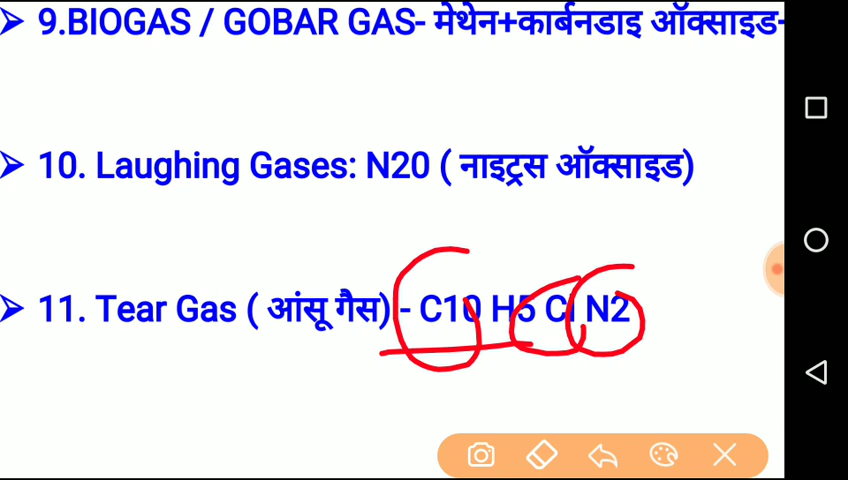 ➢ 9.BIOGAS / GOBAR GAS- मेथेन+कार्बनडाइ ऑक्साइड-
➢ 10. Laughing Gases: N20 ( नाइट्रस ऑक्साइड)
➢ 11. Tear Gas ( आंसू गैस) - C10 H5 Cl N2